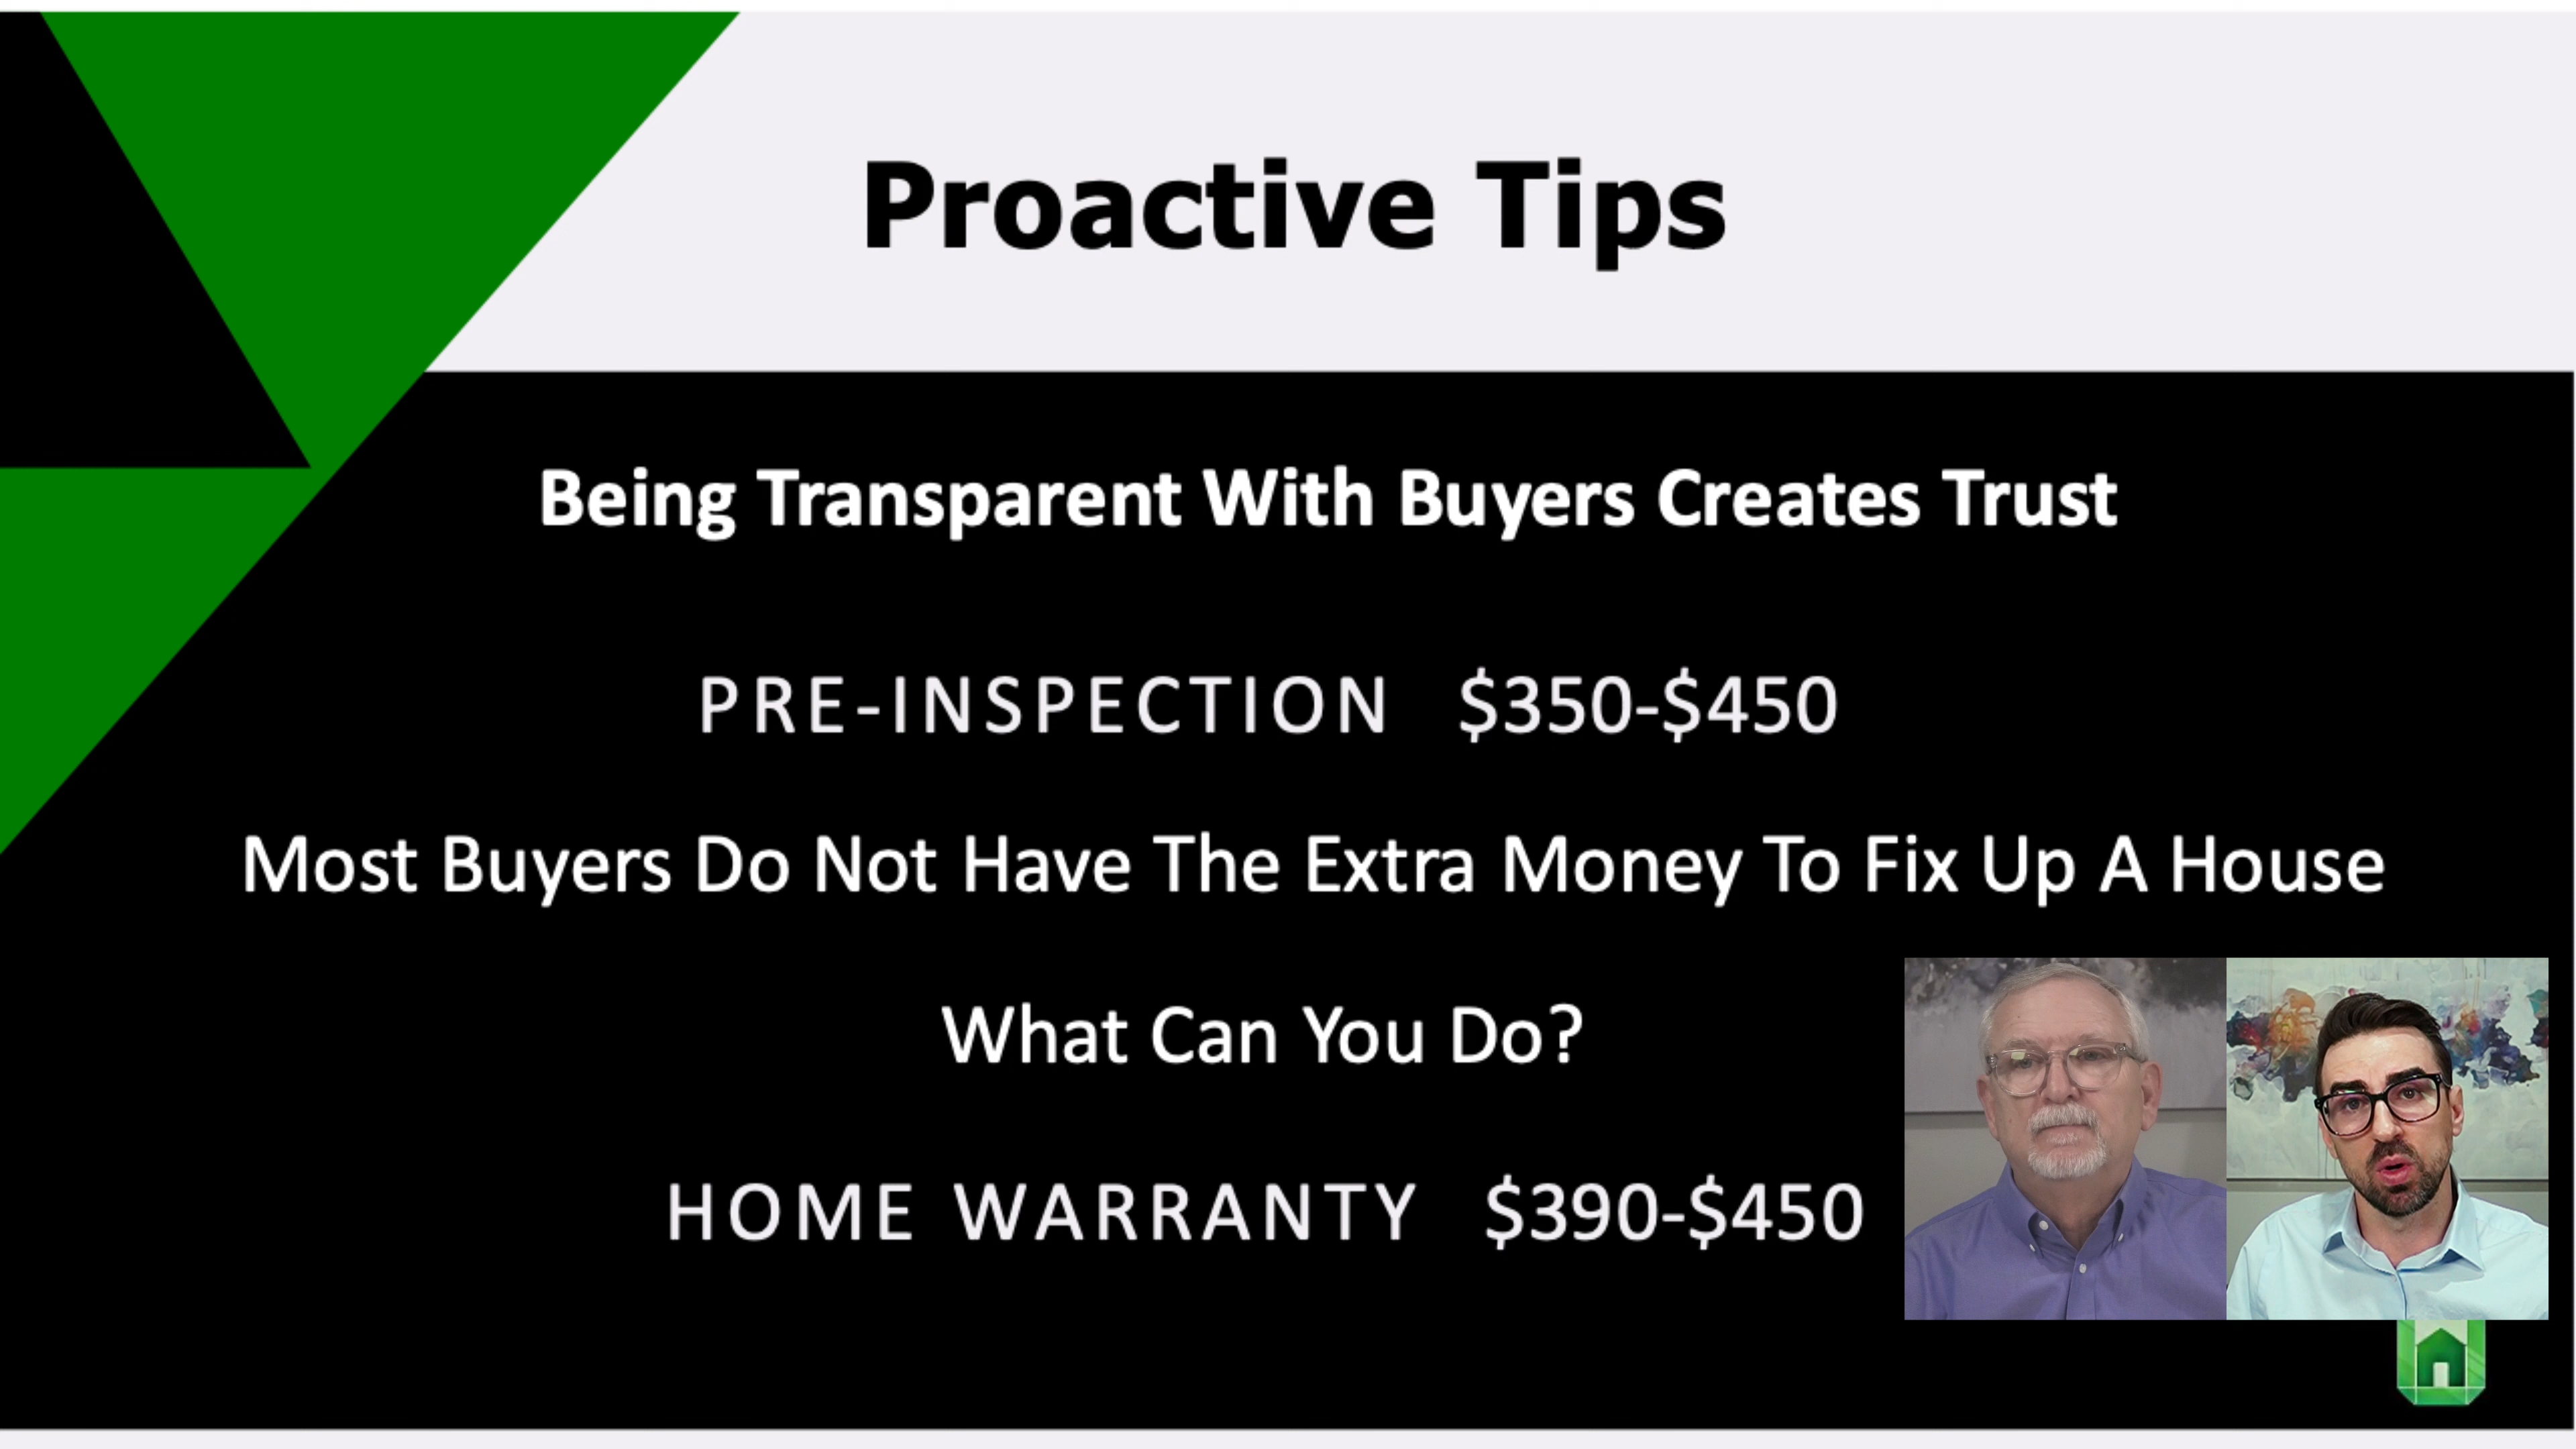 Proactive Tips
Being Transparent With Buyers Creates Trust
PRE-INSPECTION $350-$450
Most Buyers Do Not Have The Extra Money To Fix Up A House
What Can You Do?
HOME WARRANTY $390-$450